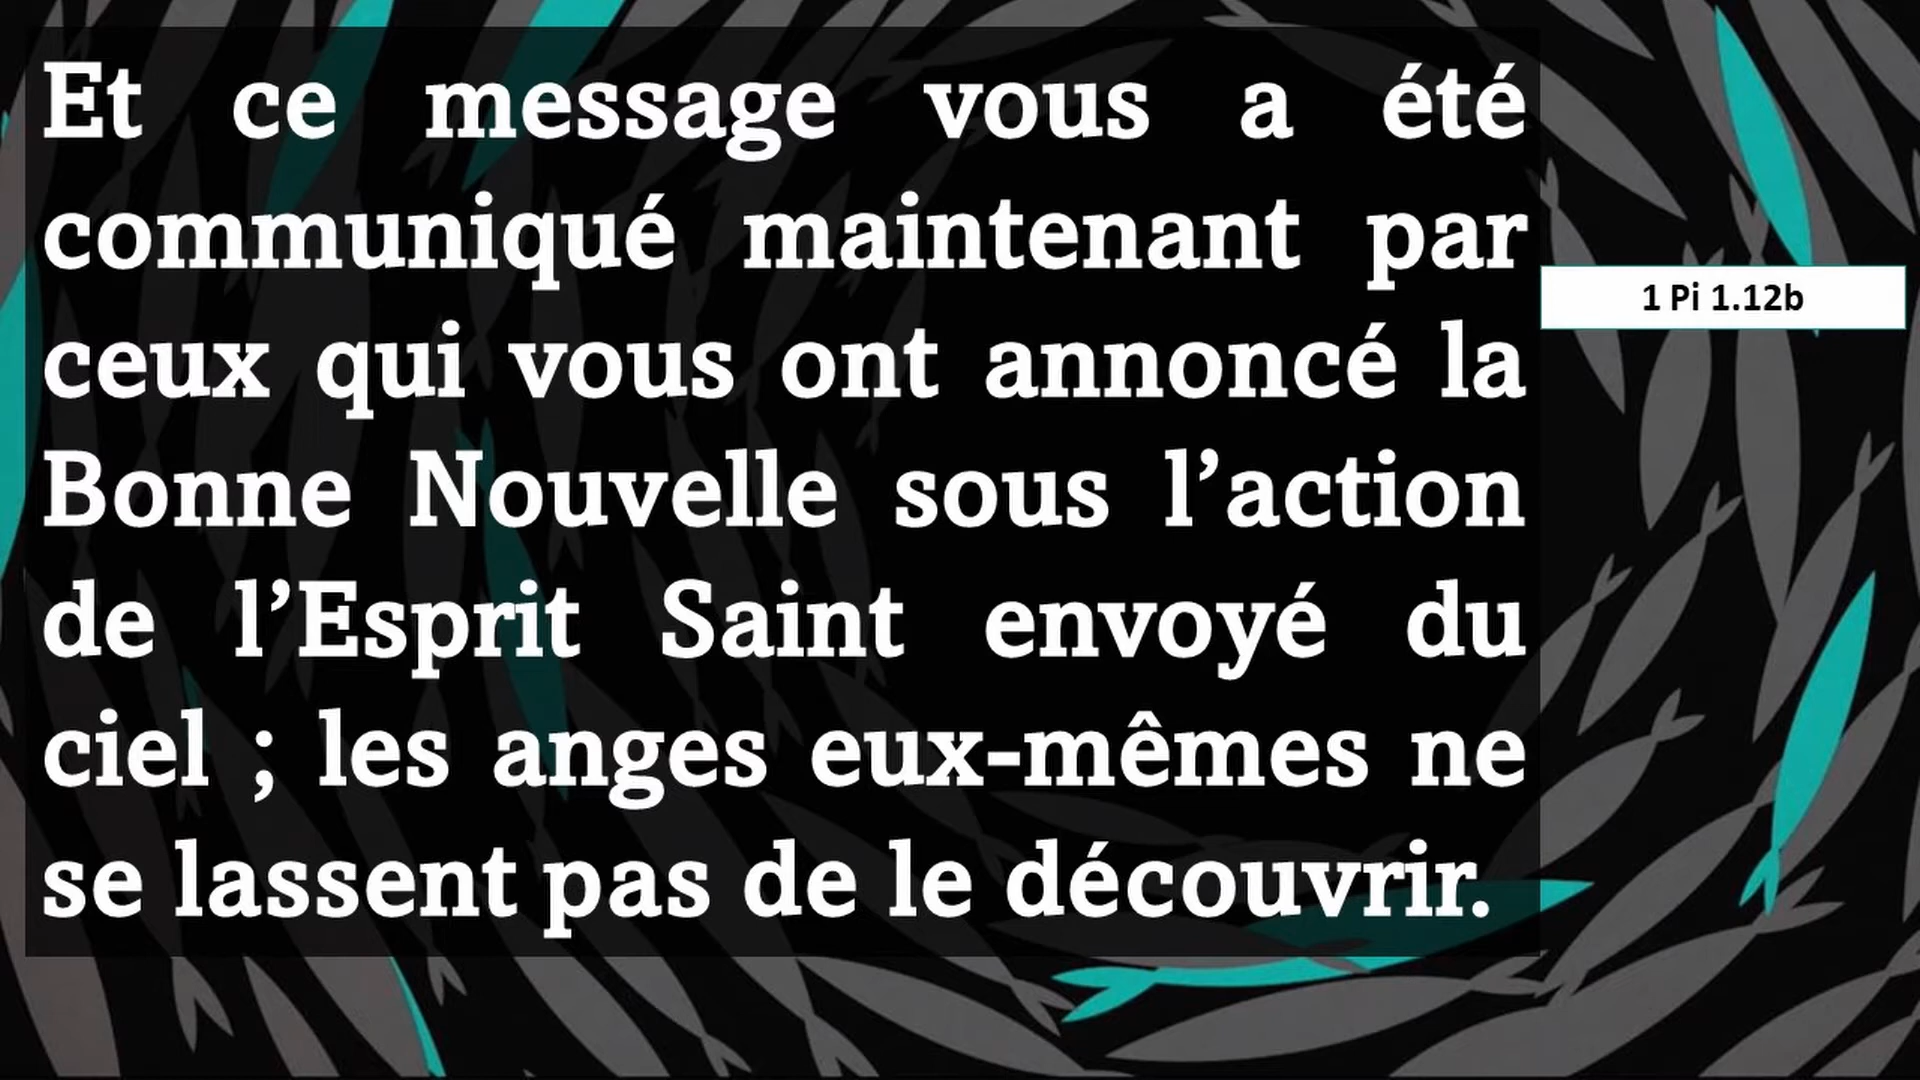 Et ce message vous a été
communiqué maintenant par
ceux qui vous ont annoncé la
Bonne Nouvelle sous l’action
de l’Esprit Saint envoyé du
ciel ; les anges eux-mêmes ne
se lassent pas de le découvrir.
1 Pi 1.12b